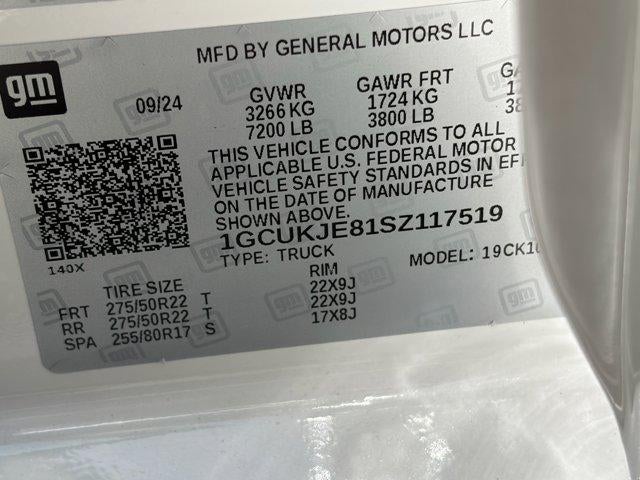 MFD BY GENERAL MOTORS LLC
gm
09/24
GVWR
3266 KG
7200 LB
GAWR FRT
1724 KG
3800 LB
THIS VEHICLE CONFORMS TO ALL
APPLICABLE U.S. FEDERAL MOTOR
VEHICLE SAFETY STANDARDS IN
ON THE DATE OF MANUFACTURE
SHOWN ABOVE.
1GCUKJE81SZ117519
TYPE: TRUCK MODEL:
140X
TIRE SIZE RIM
FRT 275/50R22 T 22X9J
RR 275/50R22 T 22X9J
SPA 255/80R17 S 17X8J